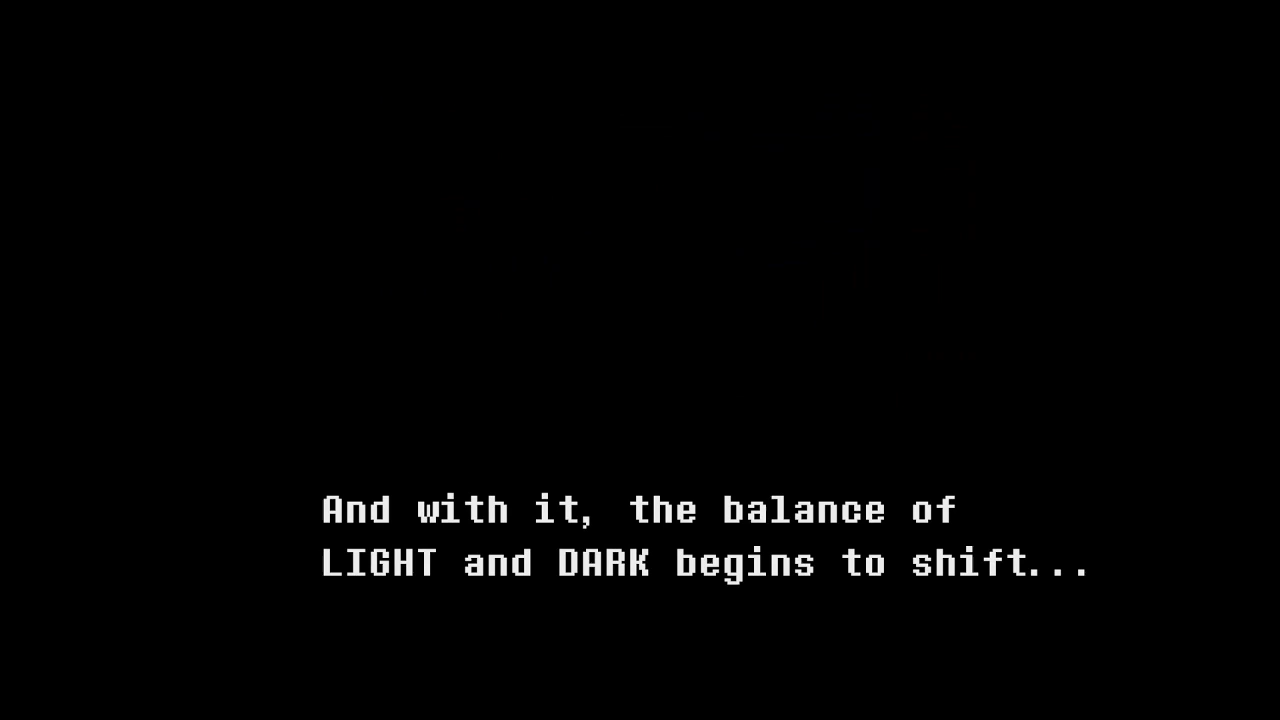 And with it, the balance of
LIGHT and DARK begins to shift...